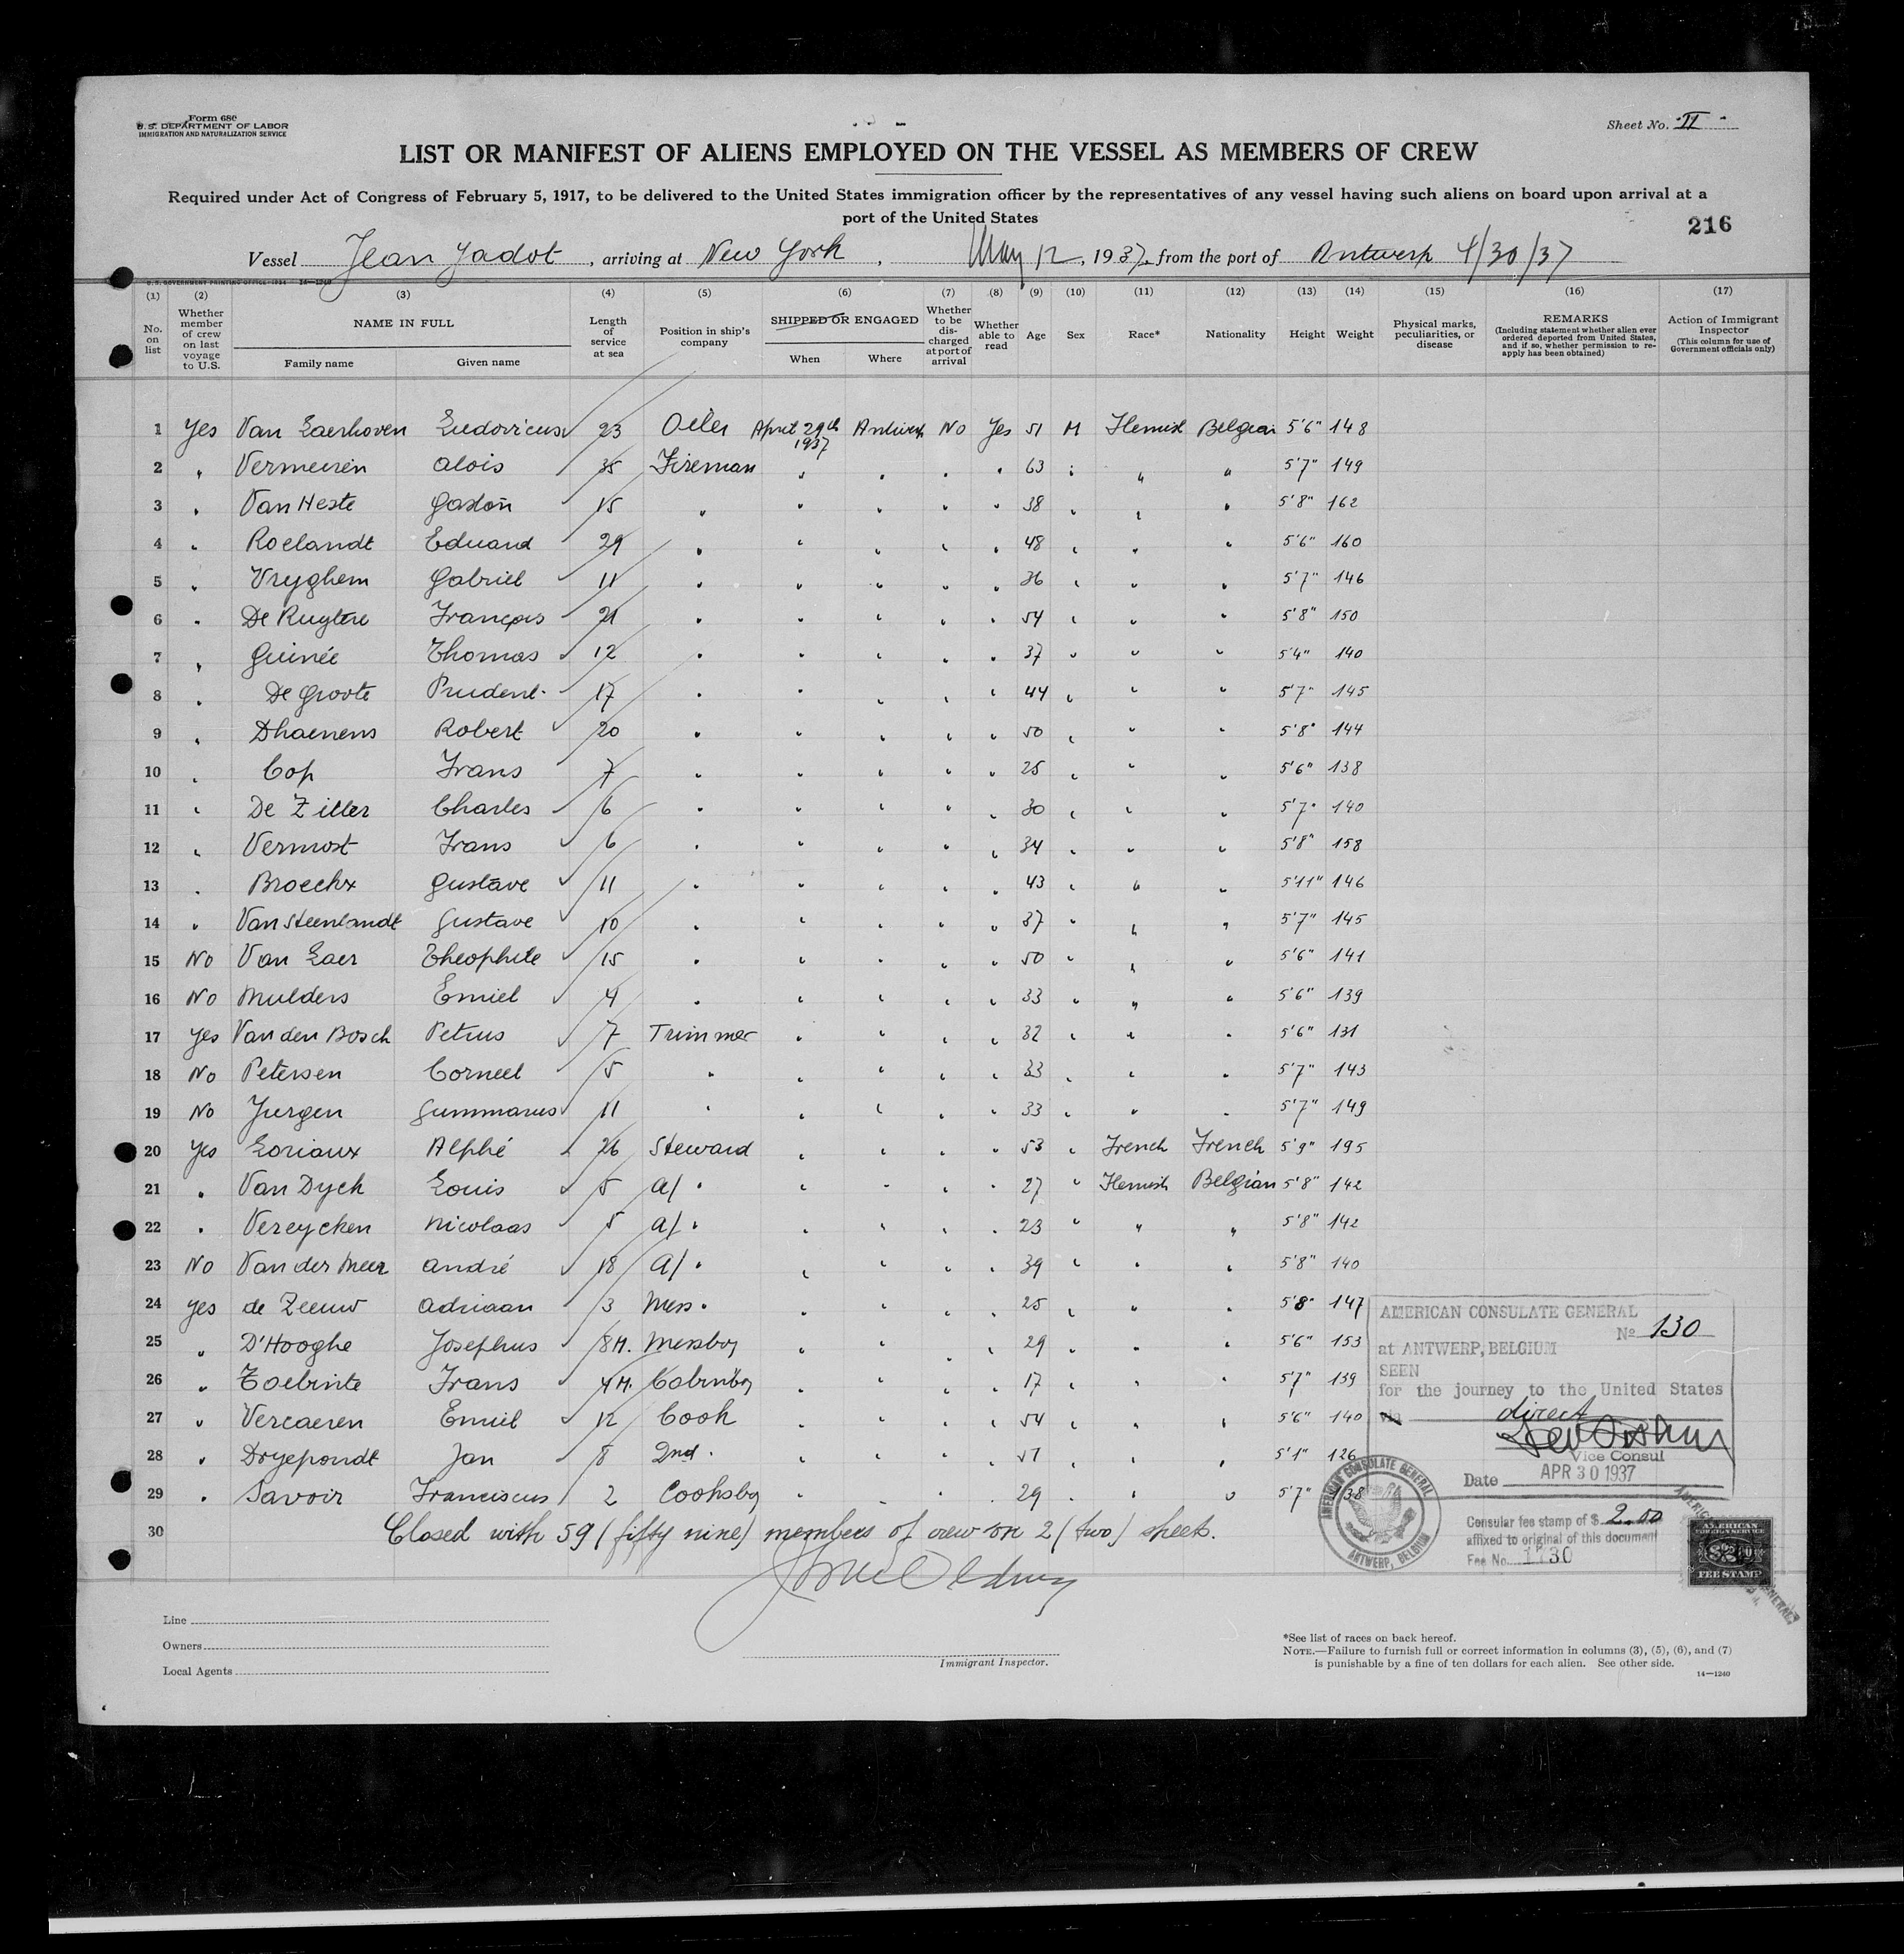 Form 680
U.S. DEPARTMENT OF LABOR
IMMIGRATION AND NATURALIZATION SERVICE
Sheet No. II
LIST OR MANIFEST OF ALIENS EMPLOYED ON THE VESSEL AS MEMBERS OF CREW
Required under Act of Congress of February 5, 1917, to be delivered to the United States immigration officer by the representatives of any vessel having such aliens on board upon arrival at a
port of the United States
216
Vessel Jean Jadot, arriving at New York, May 12, 1937, from the port of Antwerp 4/30/37
U.S. GOVERNMENT PRINTING OFFICE 14—1240
(1) (2) (3) (4) (5) (6) (7) (8) (9) (10) (11) (12) (13) (14) (15) (16) (17)
No. on list
Whether member of crew on last voyage to U.S.
NAME IN FULL
Family name Given name
Length of service at sea
Position in ship's company
SHIPPED OR ENGAGED
When Where
Whether to be discharged at port of arrival
Whether able to read
Age
Sex
Race*
Nationality
Height
Weight
Physical marks, peculiarities, or disease
REMARKS
(Including statement whether alien ever ordered deported from United States, and if so, whether permission to reapply has been obtained)
Action of Immigrant Inspector
(This column for use of Government officials only)
1 Yes Van Laerhoven Ludovicus 23 Oiler April 29th 1937 Antwerp No Yes 51 M Flemish Belgian 5'6" 148
2 " Vermeiren Alois 35 Fireman " " " " 63 " " " 5'7" 149
3 " Van Heste Gaston 15 " " " " " 38 " " " 5'8" 162
4 " Roelandt Eduard 29 " " " " " 48 " " " 5'6" 160
5 " Vryghem Gabriel 11 " " " " " 36 " " " 5'7" 146
6 " De Ruytere François 21 " " " " " 54 " " " 5'8" 150
7 " Guinée Thomas 12 " " " " " 37 " " " 5'4" 140
8 " De Groote Prudent 17 " " " " " 44 " " " 5'7" 145
9 " Dhaenens Robert 20 " " " " " 50 " " " 5'8" 144
10 " Cop Frans 7 " " " " " 25 " " " 5'6" 138
11 " De Zitter Charles 6 " " " " " 30 " " " 5'7" 140
12 " Vermost Frans 6 " " " " " 34 " " " 5'8" 158
13 " Broeckx Gustave 11 " " " " " 43 " " " 5'11" 146
14 " Van Steenlandt Gustave 10 " " " " " 37 " " " 5'7" 145
15 No Van Laer Theophile 15 " " " " " 50 " " " 5'6" 141
16 No Mulders Emiel 4 " " " " " 33 " " " 5'6" 139
17 Yes Van den Bosch Petrus 7 Trimmer " " " " 32 " " " 5'6" 131
18 No Petersen Corneel 5 " " " " " 33 " " " 5'7" 143
19 No Jurgen Gummarus 11 " " " " " 33 " " " 5'7" 149
20 Yes Loriaux Alphé 26 Steward " " " " 53 " French French 5'9" 195
21 " Van Dyck Louis 5 A/ " " " " " 27 " Flemish Belgian 5'8" 142
22 " Vereycken Nicolaas 5 A/ " " " " " 23 " " " 5'8" 142
23 No Van der Meer André 18 A/ " " " " " 39 " " " 5'8" 140
24 Yes de Zeeuw Adriaan 3 Mess " " " " " 25 " " " 5'8" 147
25 " D'Hooghe Josephus 8 M. Messboy " " " " 29 " " " 5'6" 153
26 " Toebinte Frans 4 M. Cabinboy " " " " 17 " " " 5'7" 139
27 " Vercaeren Emiel 12 Cook " " " " 54 " " " 5'6" 140
28 " Dryepondt Jan 8 2nd " " " " " 51 " " " 5'1" 126
29 " Savoir Franciscus 2 Cooksboy " " " " 29 " " " 5'7" 138
30 Closed with 59 (fifty nine) members of crew on 2 (two) sheets.
AMERICAN CONSULATE GENERAL
No 130
at ANTWERP, BELGIUM
SEEN
for the journey to the United States
via direct
Vice Consul
Date APR 30 1937
AMERICAN CONSULATE GENERAL
ANTWERP, BELGIUM
Consular fee stamp of $ 2.00
affixed to original of this document
Fee No. 1730
AMERICAN
FOREIGN SERVICE
FEE STAMP
Line
Owners
Local Agents
Immigrant Inspector.
*See list of races on back hereof.
NOTE.—Failure to furnish full or correct information in columns (3), (5), (6), and (7)
is punishable by a fine of ten dollars for each alien. See other side.
14—1240